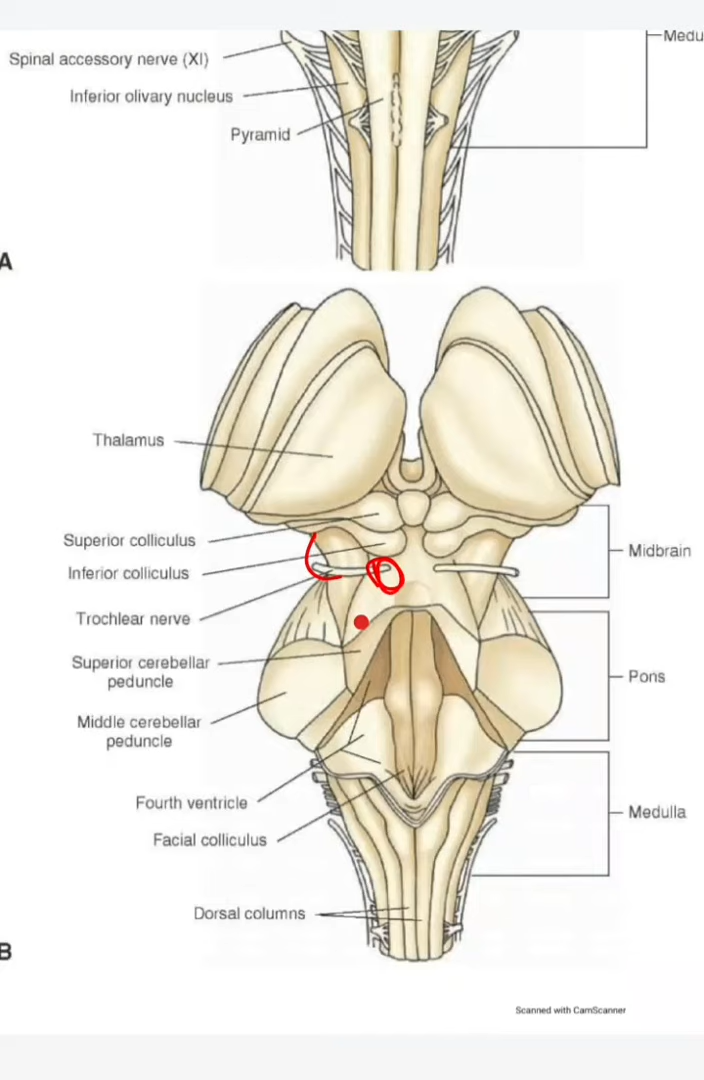 Medu
Spinal accessory nerve (XI)
Inferior olivary nucleus
Pyramid
A
Thalamus
Superior colliculus
Midbrain
Inferior colliculus
Trochlear nerve
Superior cerebellar
peduncle
Pons
Middle cerebellar
peduncle
Fourth ventricle
Medulla
Facial colliculus
Dorsal columns
B
Scanned with CamScanner